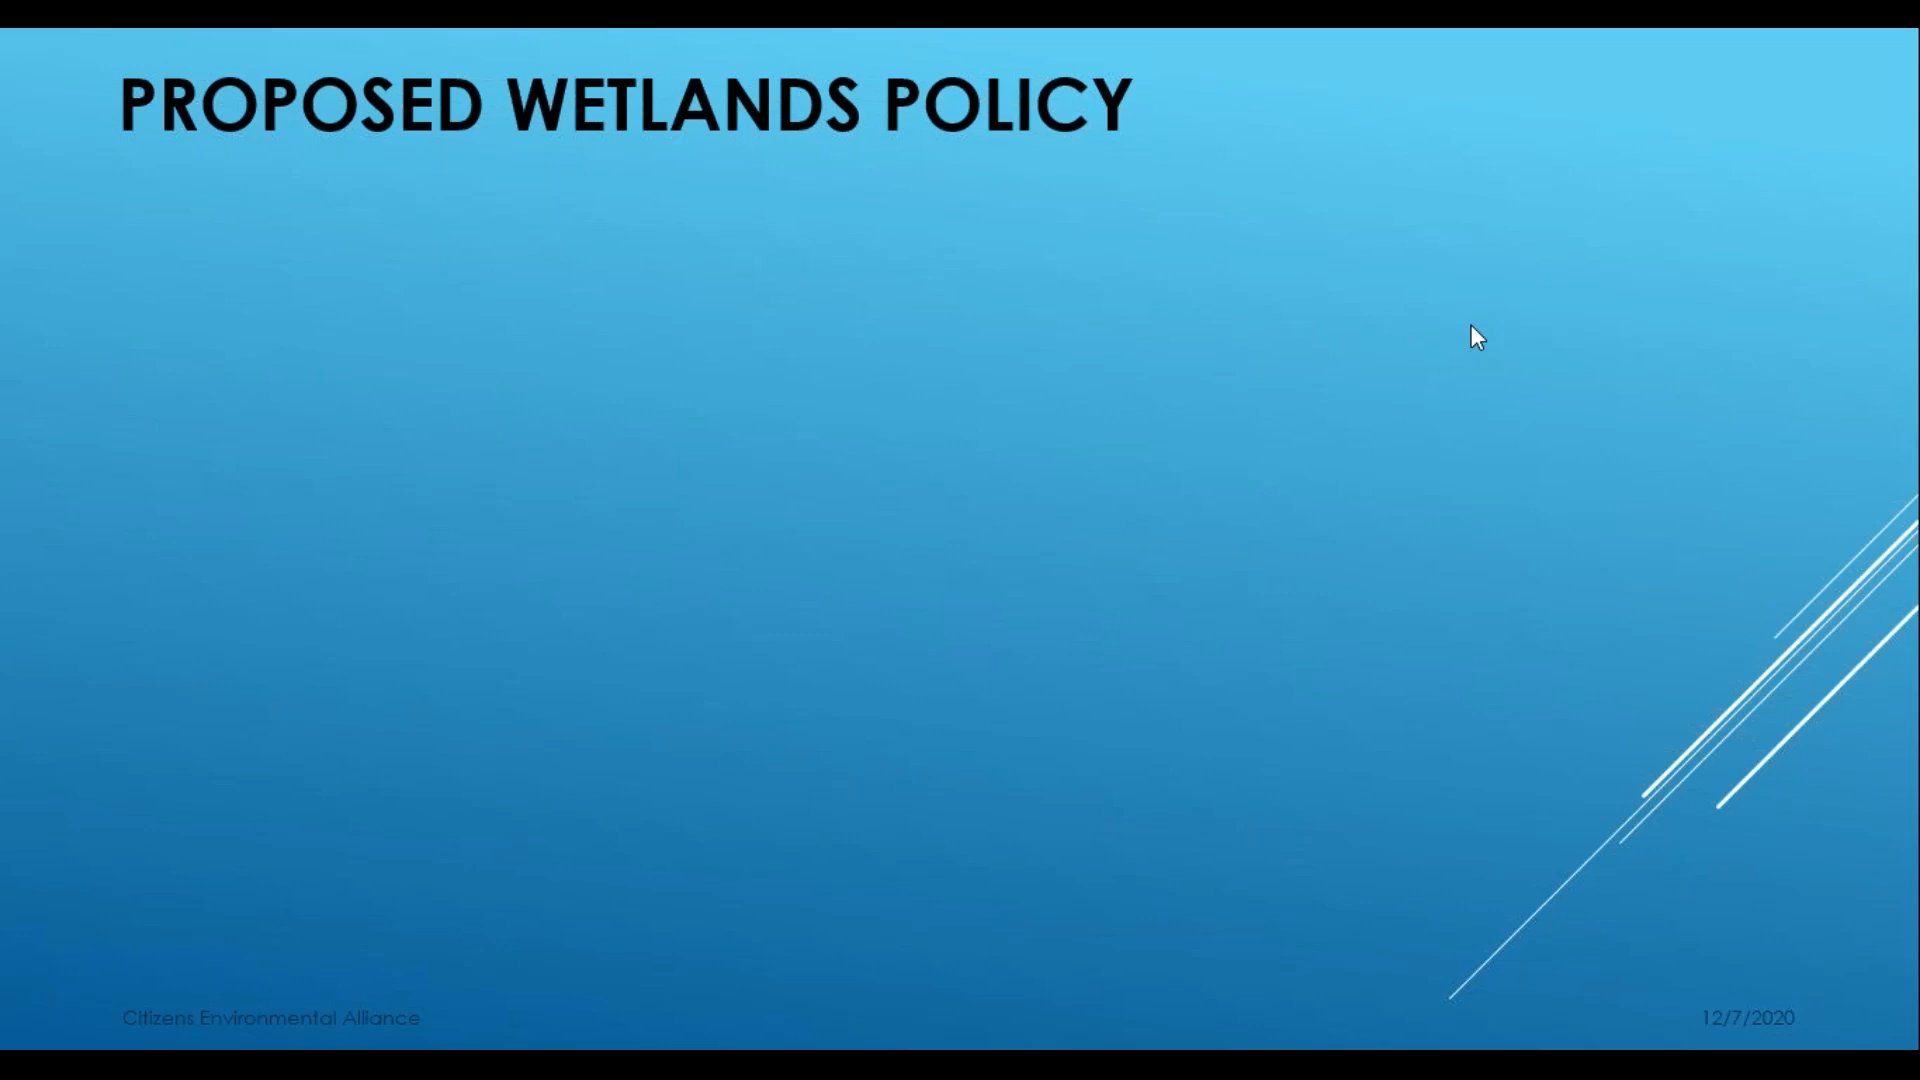 PROPOSED WETLANDS POLICY
Citizens Environmental Alliance
12/7/2020